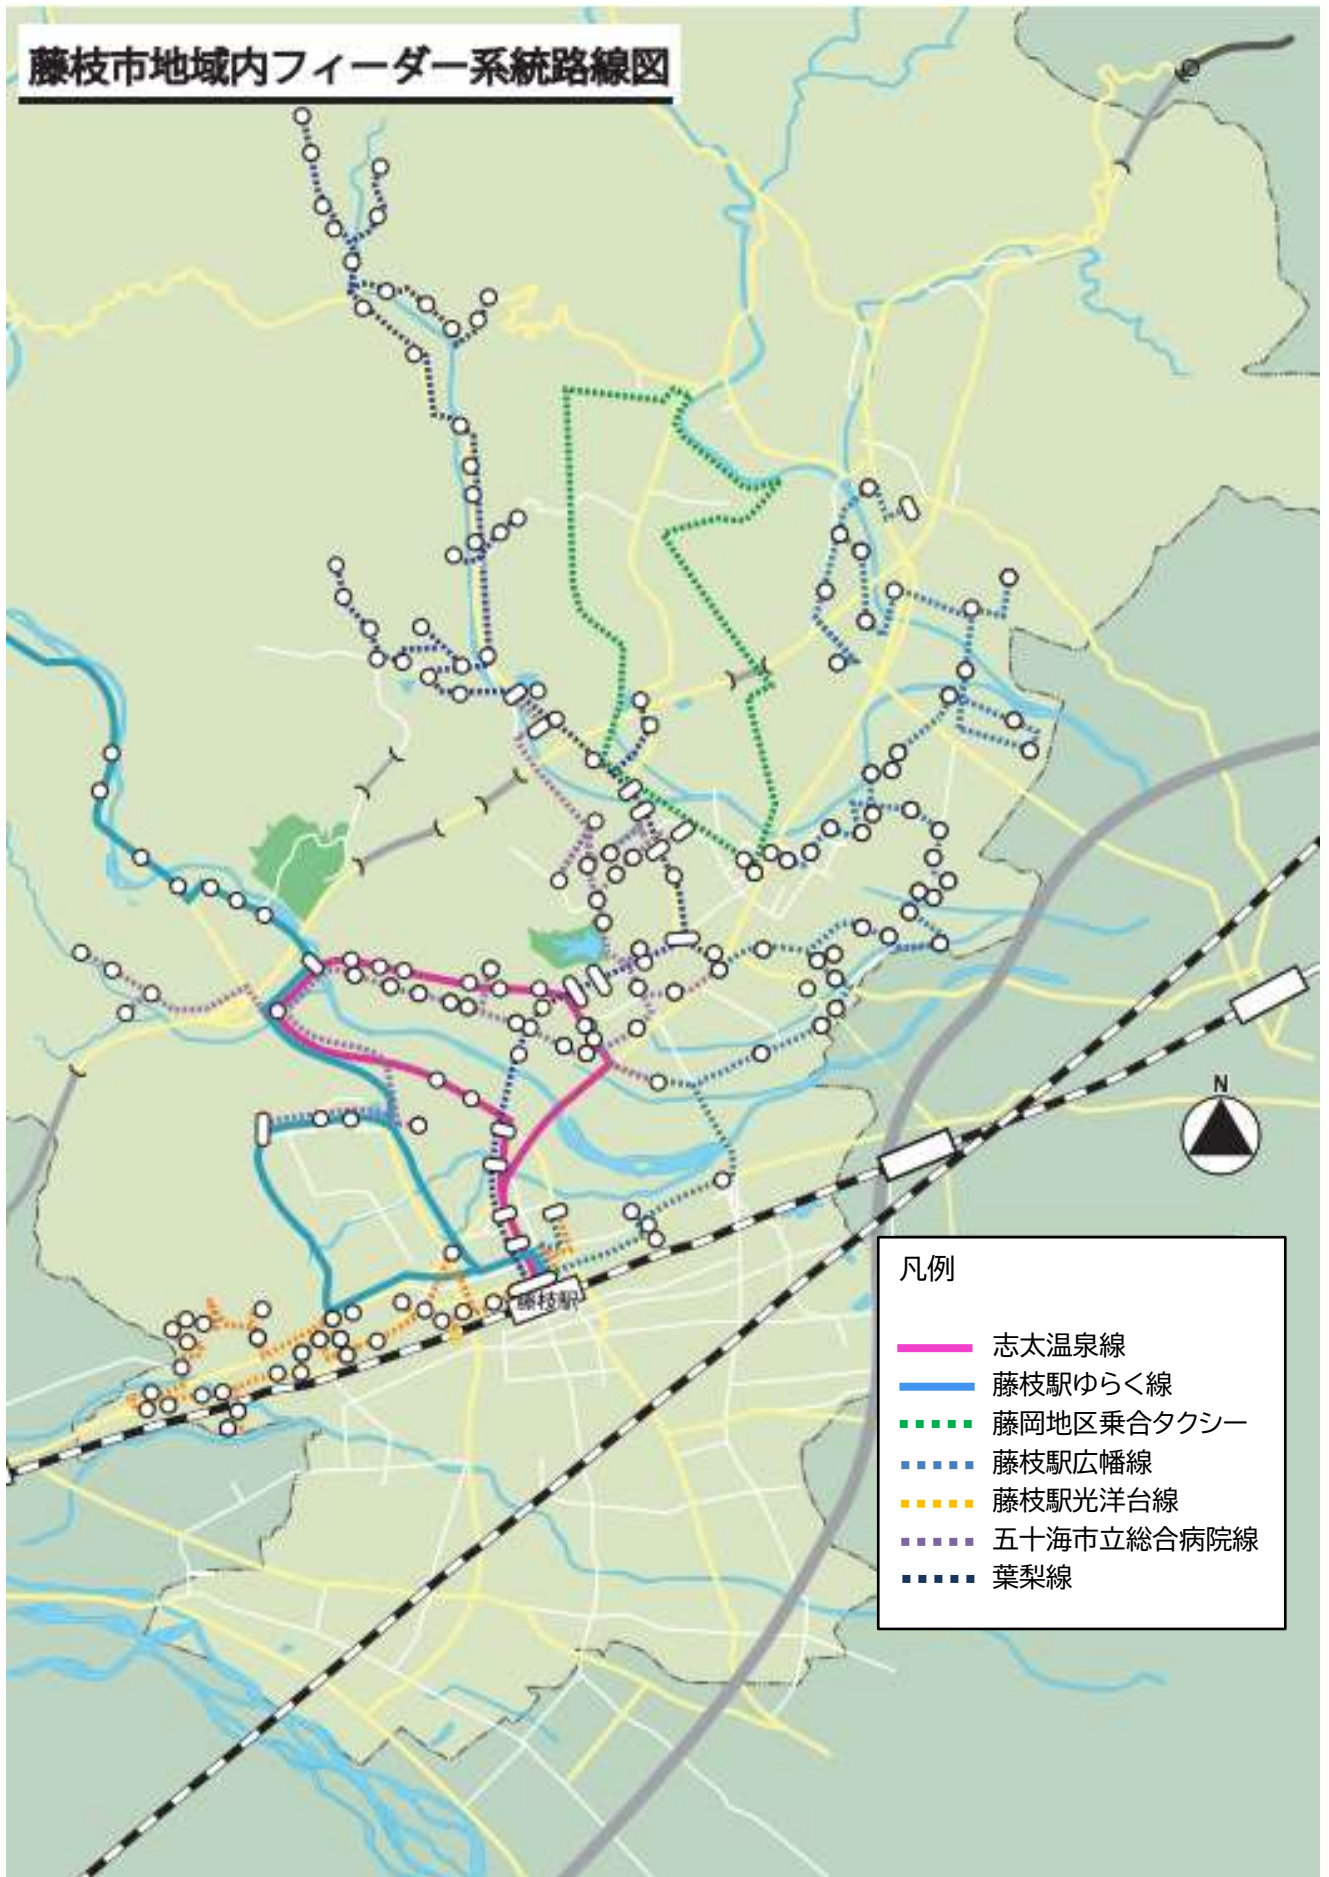 藤枝市地域内フィーダー系統路線図
N
藤枝駅
凡例
志太温泉線
藤枝駅ゆらく線
藤岡地区乗合タクシー
藤枝駅広幡線
藤枝駅光洋台線
五十海市立総合病院線
葉梨線